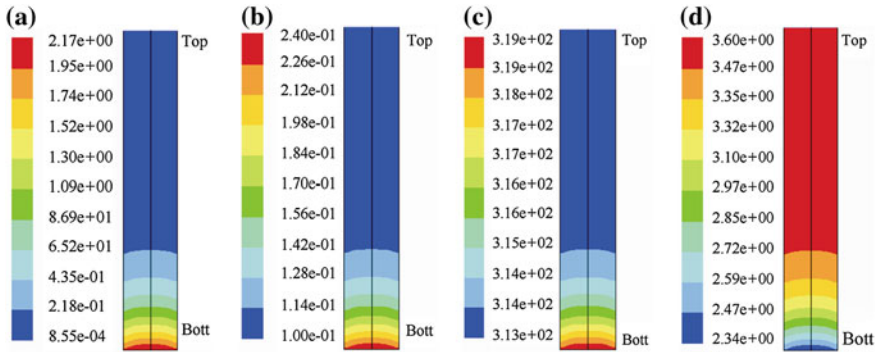 (a)
2.17e+00
1.95e+00
1.74e+00
1.52e+00
1.30e+00
1.09e+00
8.69e+01
6.52e+01
4.35e-01
2.18e-01
8.55e-04
Top
Bott
(b)
2.40e-01
2.26e-01
2.12e-01
1.98e-01
1.84e-01
1.70e-01
1.56e-01
1.42e-01
1.28e-01
1.14e-01
1.00e-01
Top
Bott
(c)
3.19e+02
3.19e+02
3.18e+02
3.17e+02
3.17e+02
3.16e+02
3.16e+02
3.15e+02
3.14e+02
3.14e+02
3.13e+02
Top
Bott
(d)
3.60e+00
3.47e+00
3.35e+00
3.32e+00
3.10e+00
2.97e+00
2.85e+00
2.72e+00
2.59e+00
2.47e+00
2.34e+00
Top
Bott